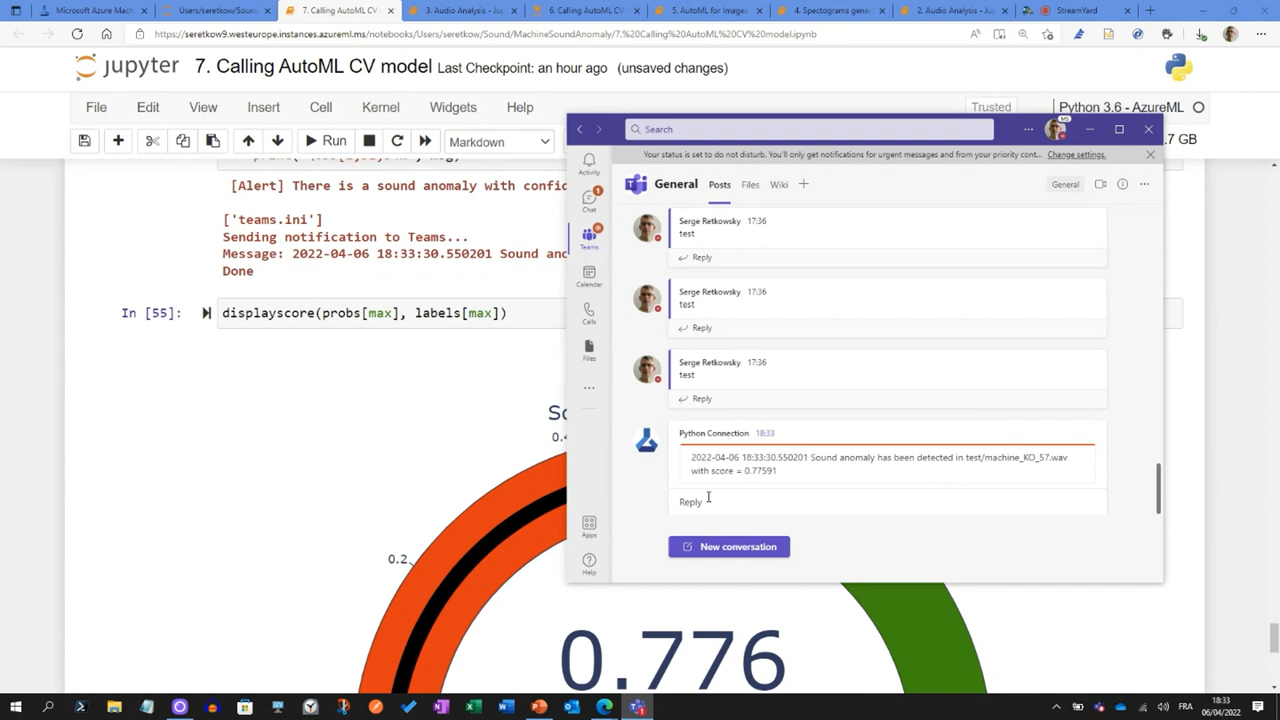 Microsoft Azure Machine
Users/seretkow/Sound
7. Calling AutoML CV
3. Audio Analysis - Jup
6. Calling AutoML CV
5. AutoML for Images
4. Spectograms gene
2. Audio Analysis - Jup
StreamYard
https://seretkow9.westeurope.instances.azureml.ms/notebooks/Users/seretkow/Sound/MachineSoundAnomaly/7.%20Calling%20AutoML%20CV%20model.ipynb
jupyter 7. Calling AutoML CV model Last Checkpoint: an hour ago (unsaved changes)
File Edit View Insert Cell Kernel Widgets Help
Trusted
Python 3.6 - AzureML
Run
Markdown
.7 GB
[Alert] There is a sound anomaly with confid
['teams.ini']
Sending notification to Teams...
Message: 2022-04-06 18:33:30.550201 Sound ano
Done
In [55]:
displayscore(probs[max], labels[max])
So
0.4
0.2
0.776
Search
MS
Your status is set to do not disturb. You'll only get notifications for urgent messages and from your priority cont... Change settings.
Activity
Chat
1
Teams
Calendar
Calls
Files
Apps
Help
General Posts Files Wiki
General
Serge Retkowsky 17:36
test
Reply
Serge Retkowsky 17:36
test
Reply
Serge Retkowsky 17:36
test
Reply
Python Connection 18:33
2022-04-06 18:33:30.550201 Sound anomaly has been detected in test/machine_KO_57.wav
with score = 0.77591
Reply
New conversation
FRA
18:33
06/04/2022